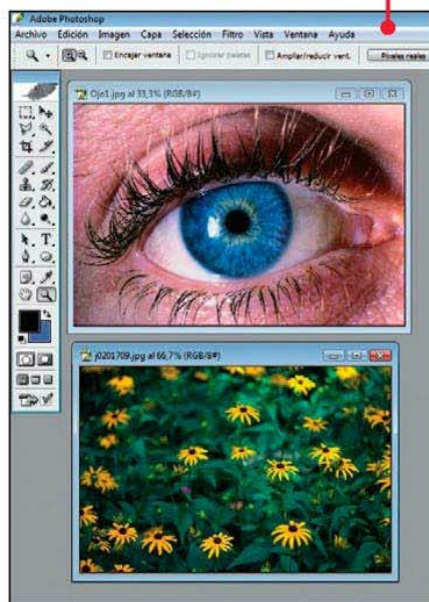 Adobe Photoshop
Archivo Edición Imagen Capa Selección Filtro Vista Ventana Ayuda
Encajar ventana Ignorar paletas Ampliar/reducir vent. Píxeles reales
Ojo1.jpg al 33,3% (RGB/8#)
T
j0201709.jpg al 66,7% (RGB/8#)